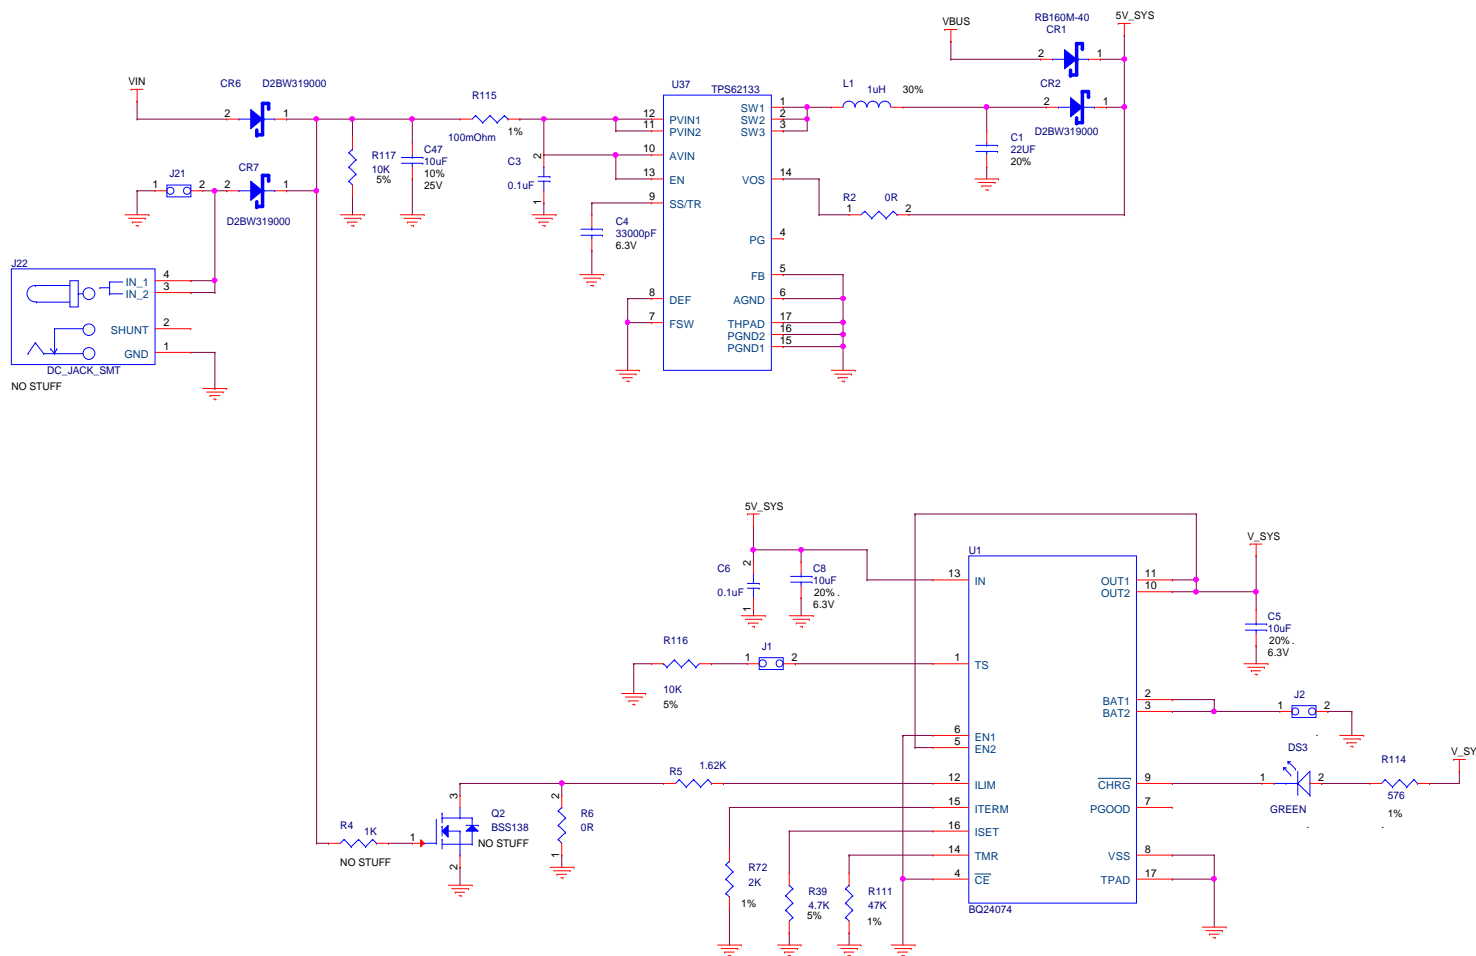 RB160M-40
VBUS
CR1
5V_SYS
2
1
VIN
CR6
D2BW319000
2
1
R115
100mOhm
1%
U37
TPS62133
L1
1uH
30%
CR2
2
1
D2BW319000
12
PVIN1
11
PVIN2
10
AVIN
13
EN
9
SS/TR
8
DEF
7
FSW
SW1
1
SW2
2
SW3
3
VOS
14
PG
4
FB
5
AGND
6
THPAD
17
PGND2
16
PGND1
15
C1
22UF
20%
R2
0R
1
2
R117
10K
5%
C47
10uF
10%
25V
C3
2
0.1uF
1
C4
33000pF
6.3V
J21
1
2
CR7
2
1
D2BW319000
J22
IN_1
4
IN_2
3
SHUNT
2
GND
1
DC_JACK_SMT
NO STUFF
5V_SYS
C6
2
0.1uF
1
C8
10uF
20%.
6.3V
R116
10K
5%
J1
1
2
U1
13
IN
1
TS
6
EN1
5
EN2
12
ILIM
15
ITERM
16
ISET
14
TMR
4
CE
BQ24074
OUT1
11
OUT2
10
BAT1
2
BAT2
3
CHRG
9
PGOOD
7
VSS
8
TPAD
17
V_SYS
C5
10uF
20%.
6.3V
J2
1
2
DS3
1
2
GREEN
R114
576
1%
V_SY
R5
1.62K
R4
1K
NO STUFF
1
3
2
Q2
BSS138
NO STUFF
2
R6
0R
1
R72
2K
1%
R39
4.7K
5%
R111
47K
1%